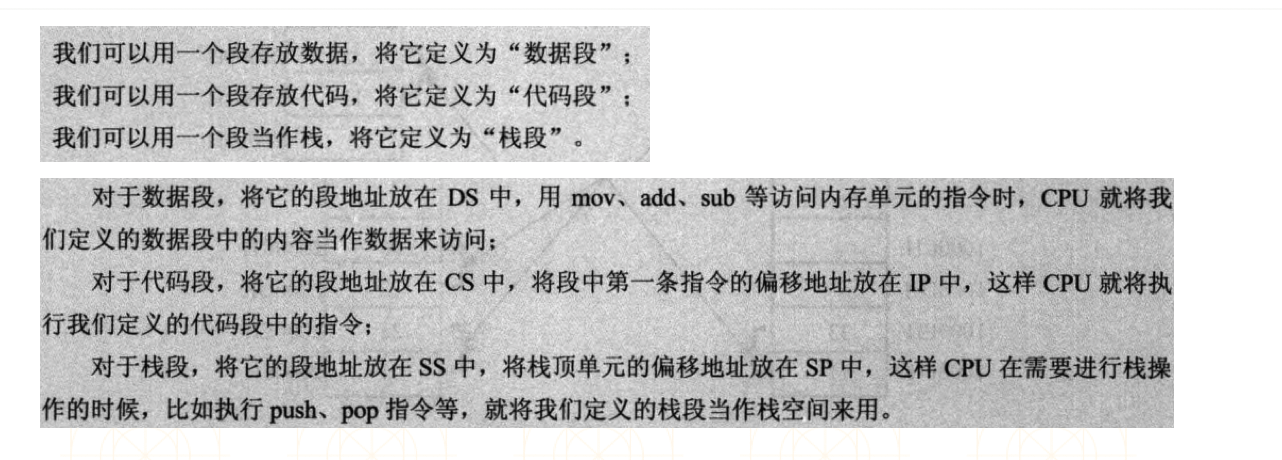 我们可以用一个段存放数据，将它定义为“数据段”；
我们可以用一个段存放代码，将它定义为“代码段”；
我们可以用一个段当作栈，将它定义为“栈段”。
对于数据段，将它的段地址放在 DS 中，用 mov、add、sub 等访问内存单元的指令时，CPU 就将我
们定义的数据段中的内容当作数据来访问；
对于代码段，将它的段地址放在 CS 中，将段中第一条指令的偏移地址放在 IP 中，这样 CPU 就将执
行我们定义的代码段中的指令；
对于栈段，将它的段地址放在 SS 中，将栈顶单元的偏移地址放在 SP 中，这样 CPU 在需要进行栈操
作的时候，比如执行 push、pop 指令等，就将我们定义的栈段当作栈空间来用。